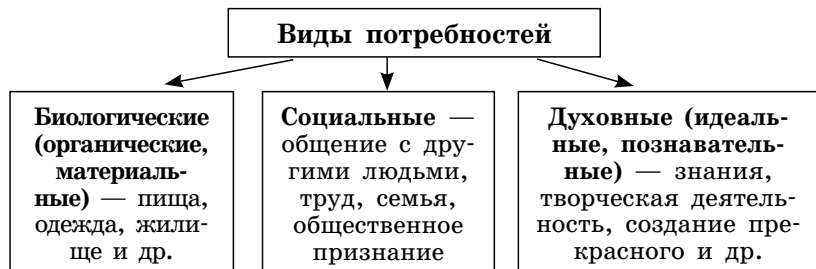 Виды потребностей
Биологические
(органические,
материаль-
ные) — пища,
одежда, жили-
ще и др.
Социальные —
общение с дру-
гими людьми,
труд, семья,
общественное
признание
Духовные (идеаль-
ные, познаватель-
ные) — знания,
творческая деятель-
ность, создание пре-
красного и др.